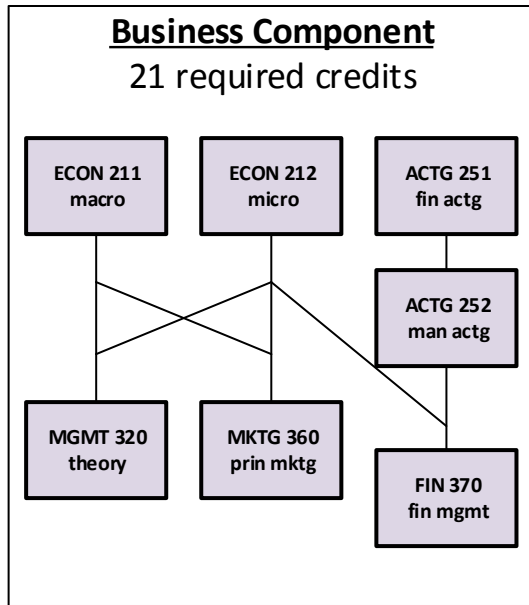 Business Component
21 required credits
ECON 211
macro
ECON 212
micro
ACTG 251
fin actg
ACTG 252
man actg
MGMT 320
theory
MKTG 360
prin mktg
FIN 370
fin mgmt